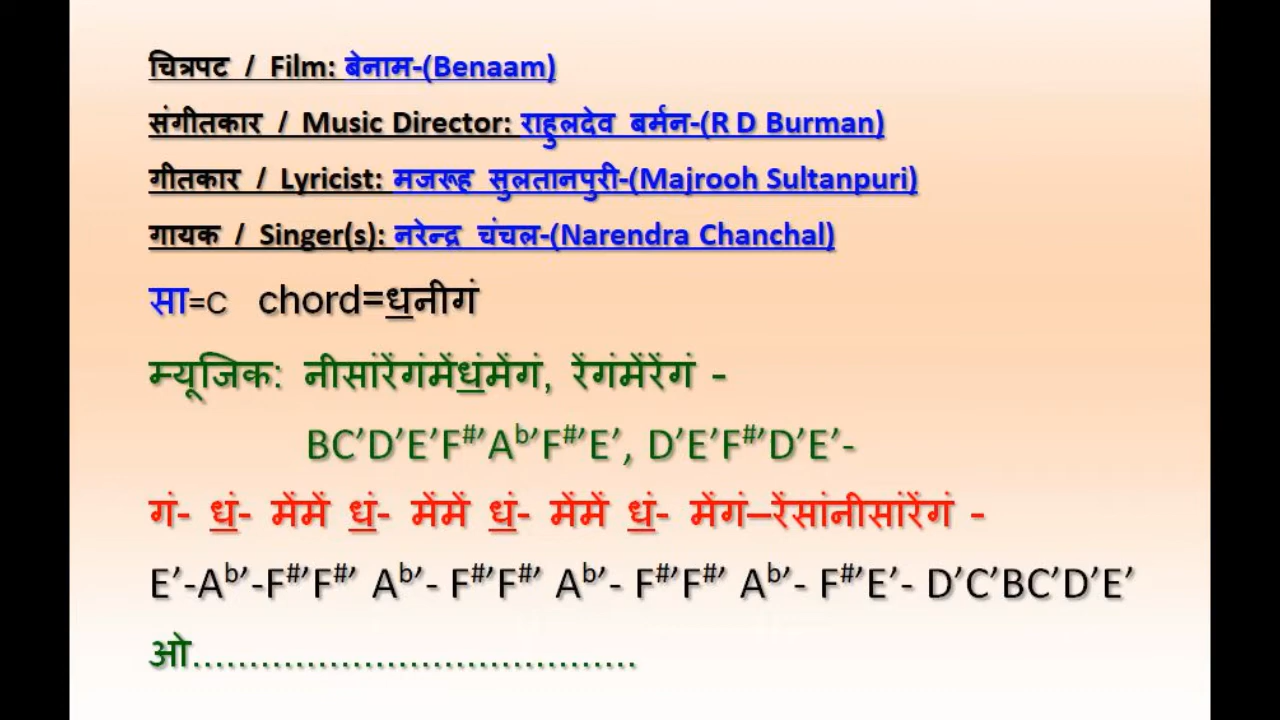 चित्रपट / Film: बेनाम-(Benaam)
संगीतकार / Music Director: राहुलदेव बर्मन-(R D Burman)
गीतकार / Lyricist: मजरूह सुलतानपुरी-(Majrooh Sultanpuri)
गायक / Singer(s): नरेन्द्र चंचल-(Narendra Chanchal)
सा=C chord=ध॒नीगं
म्यूजिक: नीसांरेंगंमेंध॒ंमेंगं, रेंगंमेंरेंगं -
BC’D’E’F#’Ab’F#’E’, D’E’F#’D’E’-
गं- ध॒ं- मेंमें ध॒ं- मेंमें ध॒ं- मेंमें ध॒ं- मेंगं–रेंसांनीसांरेंगं -
E’-Ab’-F#’F#’ Ab’- F#’F#’ Ab’- F#’F#’ Ab’- F#’E’- D’C’BC’D’E’
ओ.......................................